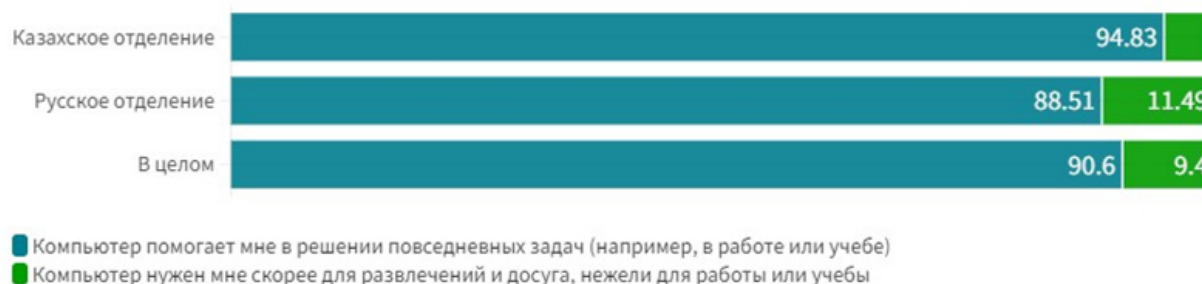 Казахское отделение 94.83
Русское отделение 88.51 11.49
В целом 90.6 9.4
Компьютер помогает мне в решении повседневных задач (например, в работе или учебе)
Компьютер нужен мне скорее для развлечений и досуга, нежели для работы или учебы